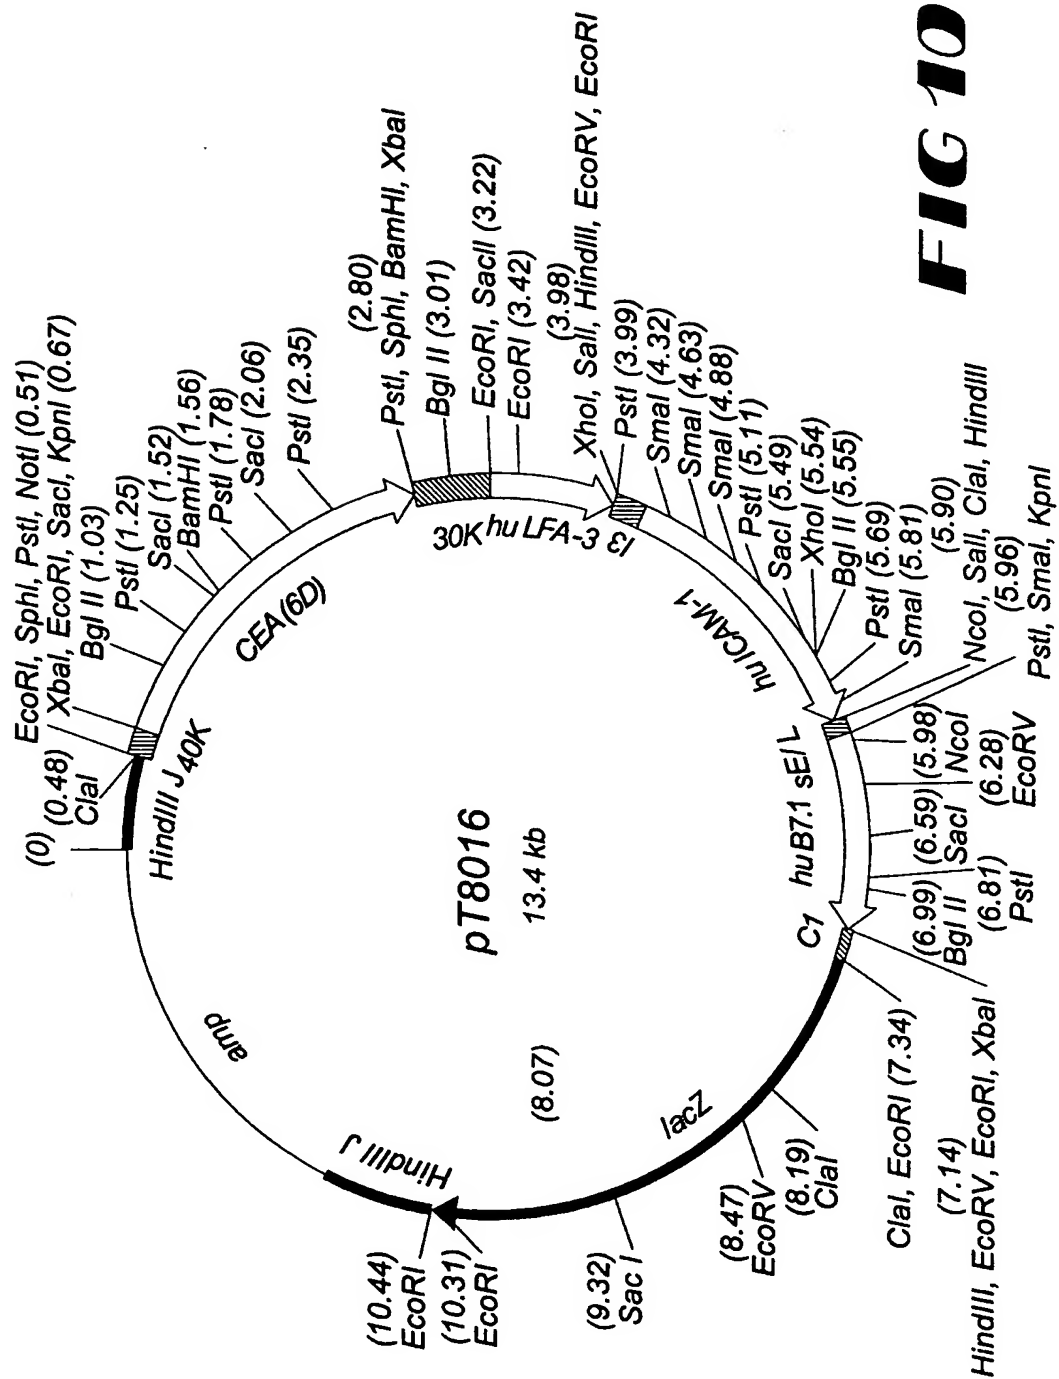 (0)
(0.48)
ClaI
EcoRI, SphI, PstI, NotI (0.51)
XbaI, EcoRI, SacI, KpnI (0.67)
Bgl II (1.03)
PstI (1.25)
SacI (1.52)
BamHI (1.56)
PstI (1.78)
SacI (2.06)
PstI (2.35)
(2.80)
PstI, SphI, BamHI, XbaI
Bgl II (3.01)
EcoRI, SacII (3.22)
EcoRI (3.42)
(3.98)
XhoI, SalI, HindIII, EcoRV, EcoRI
PstI (3.99)
SmaI (4.32)
SmaI (4.63)
SmaI (4.88)
PstI (5.11)
SacI (5.49)
XhoI (5.54)
Bgl II (5.55)
PstI (5.69)
SmaI (5.81)
(5.90)
NcoI, SalI, ClaI, HindIII
(5.96)
PstI, SmaI, KpnI
(5.98)
NcoI
(6.28)
EcoRV
(6.59)
SacI
(6.81)
PstI
(6.99)
Bgl II
(7.14)
HindIII, EcoRV, EcoRI, XbaI
ClaI, EcoRI (7.34)
(8.19)
ClaI
(8.47)
EcoRV
(9.32)
Sac I
(10.31)
EcoRI
(10.44)
EcoRI
HindIII J
40K
CEA(6D)
30K
hu LFA-3
I3
hu ICAM-1
sE/L
huB7.1
C1
lacZ
HindIII J
amp
pT8016
13.4 kb
(8.07)
FIG 10